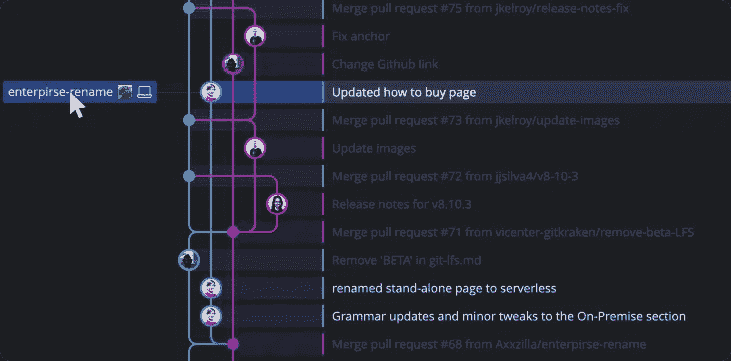 Merge pull request #75 from jkelroy/release-notes-fix
Fix anchor
Change Github link
enterpirse-rename
Updated how to buy page
Merge pull request #73 from jkelroy/update-images
Update images
Merge pull request #72 from jjsilva4/v8-10-3
Release notes for v8.10.3
Merge pull request #71 from vicenter-gitkraken/remove-beta-LFS
Remove 'BETA' in git-lfs.md
renamed stand-alone page to serverless
Grammar updates and minor tweaks to the On-Premise section
Merge pull request #68 from Axxzilla/enterpirse-rename